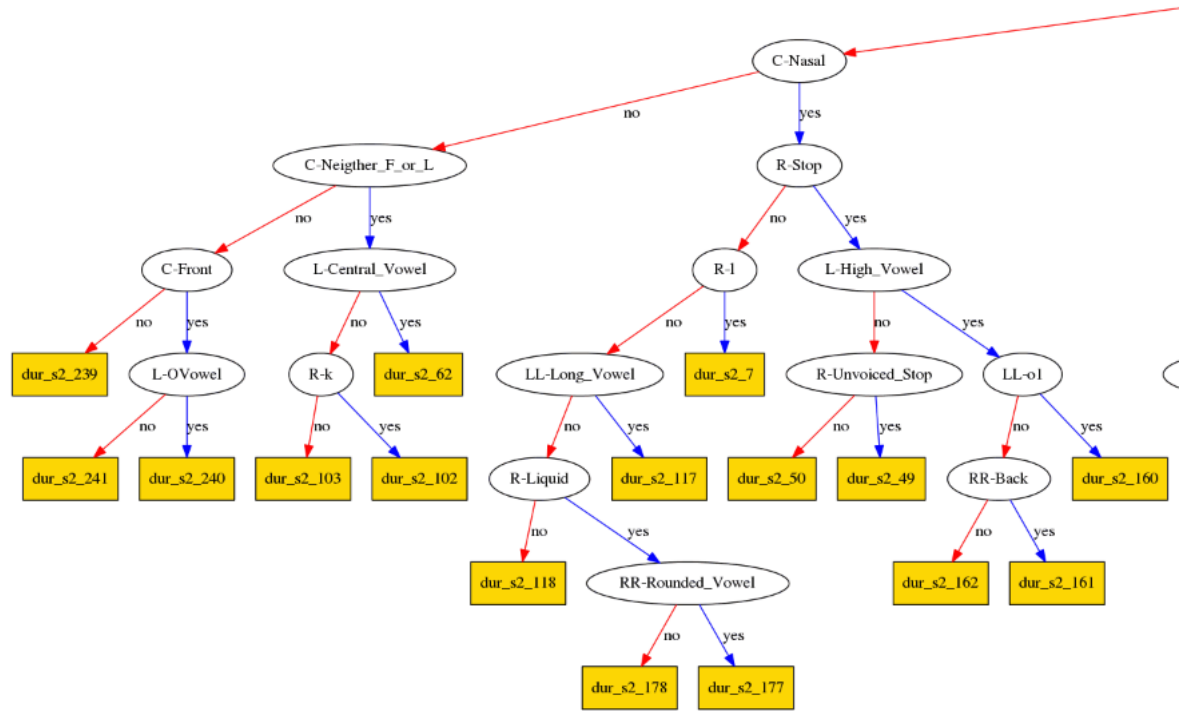 C-Nasal
no
yes
C-Neigther_F_or_L
R-Stop
no
yes
no
yes
C-Front
L-Central_Vowel
R-l
L-High_Vowel
no
yes
no
yes
no
yes
no
yes
dur_s2_239
L-OVowel
R-k
dur_s2_62
LL-Long_Vowel
dur_s2_7
R-Unvoiced_Stop
LL-o1
no
yes
no
yes
no
yes
no
yes
no
yes
dur_s2_241
dur_s2_240
dur_s2_103
dur_s2_102
R-Liquid
dur_s2_117
dur_s2_50
dur_s2_49
RR-Back
dur_s2_160
no
yes
no
yes
dur_s2_118
RR-Rounded_Vowel
dur_s2_162
dur_s2_161
no
yes
dur_s2_178
dur_s2_177